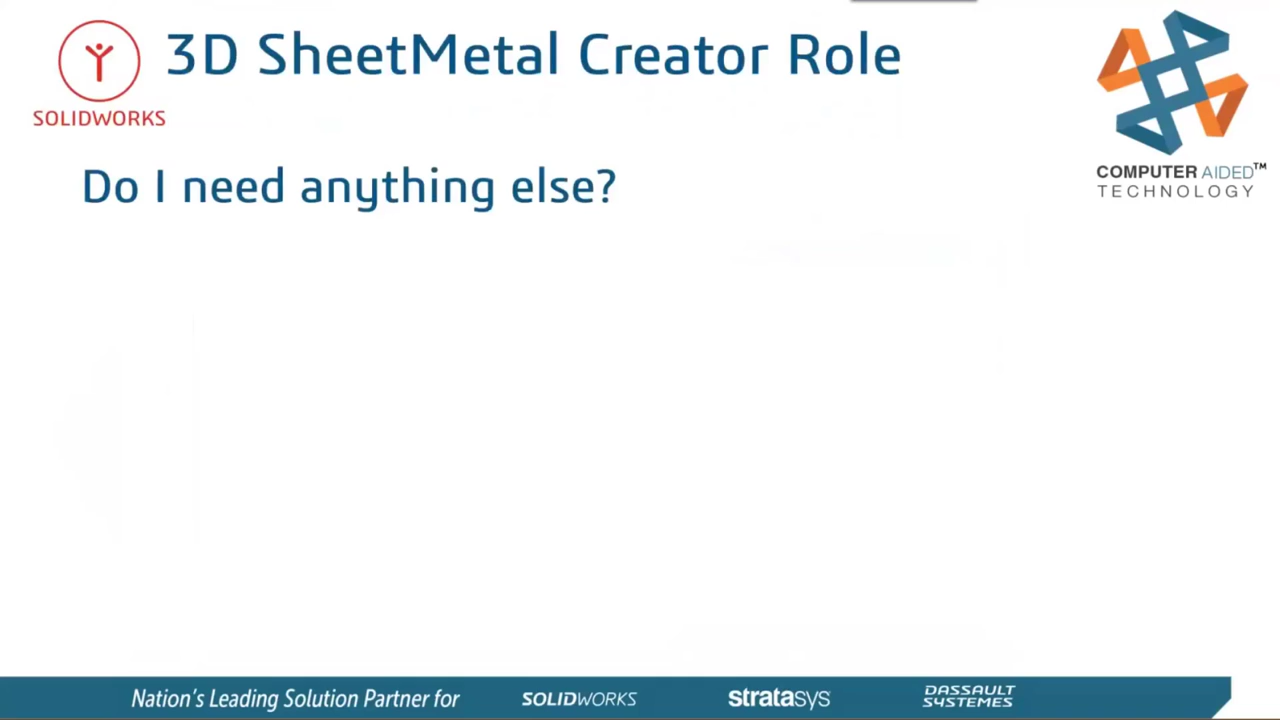 3D SheetMetal Creator Role
SOLIDWORKS
COMPUTER AIDED™
TECHNOLOGY
Do I need anything else?
Nation's Leading Solution Partner for SOLIDWORKS stratasys DASSAULT SYSTEMES